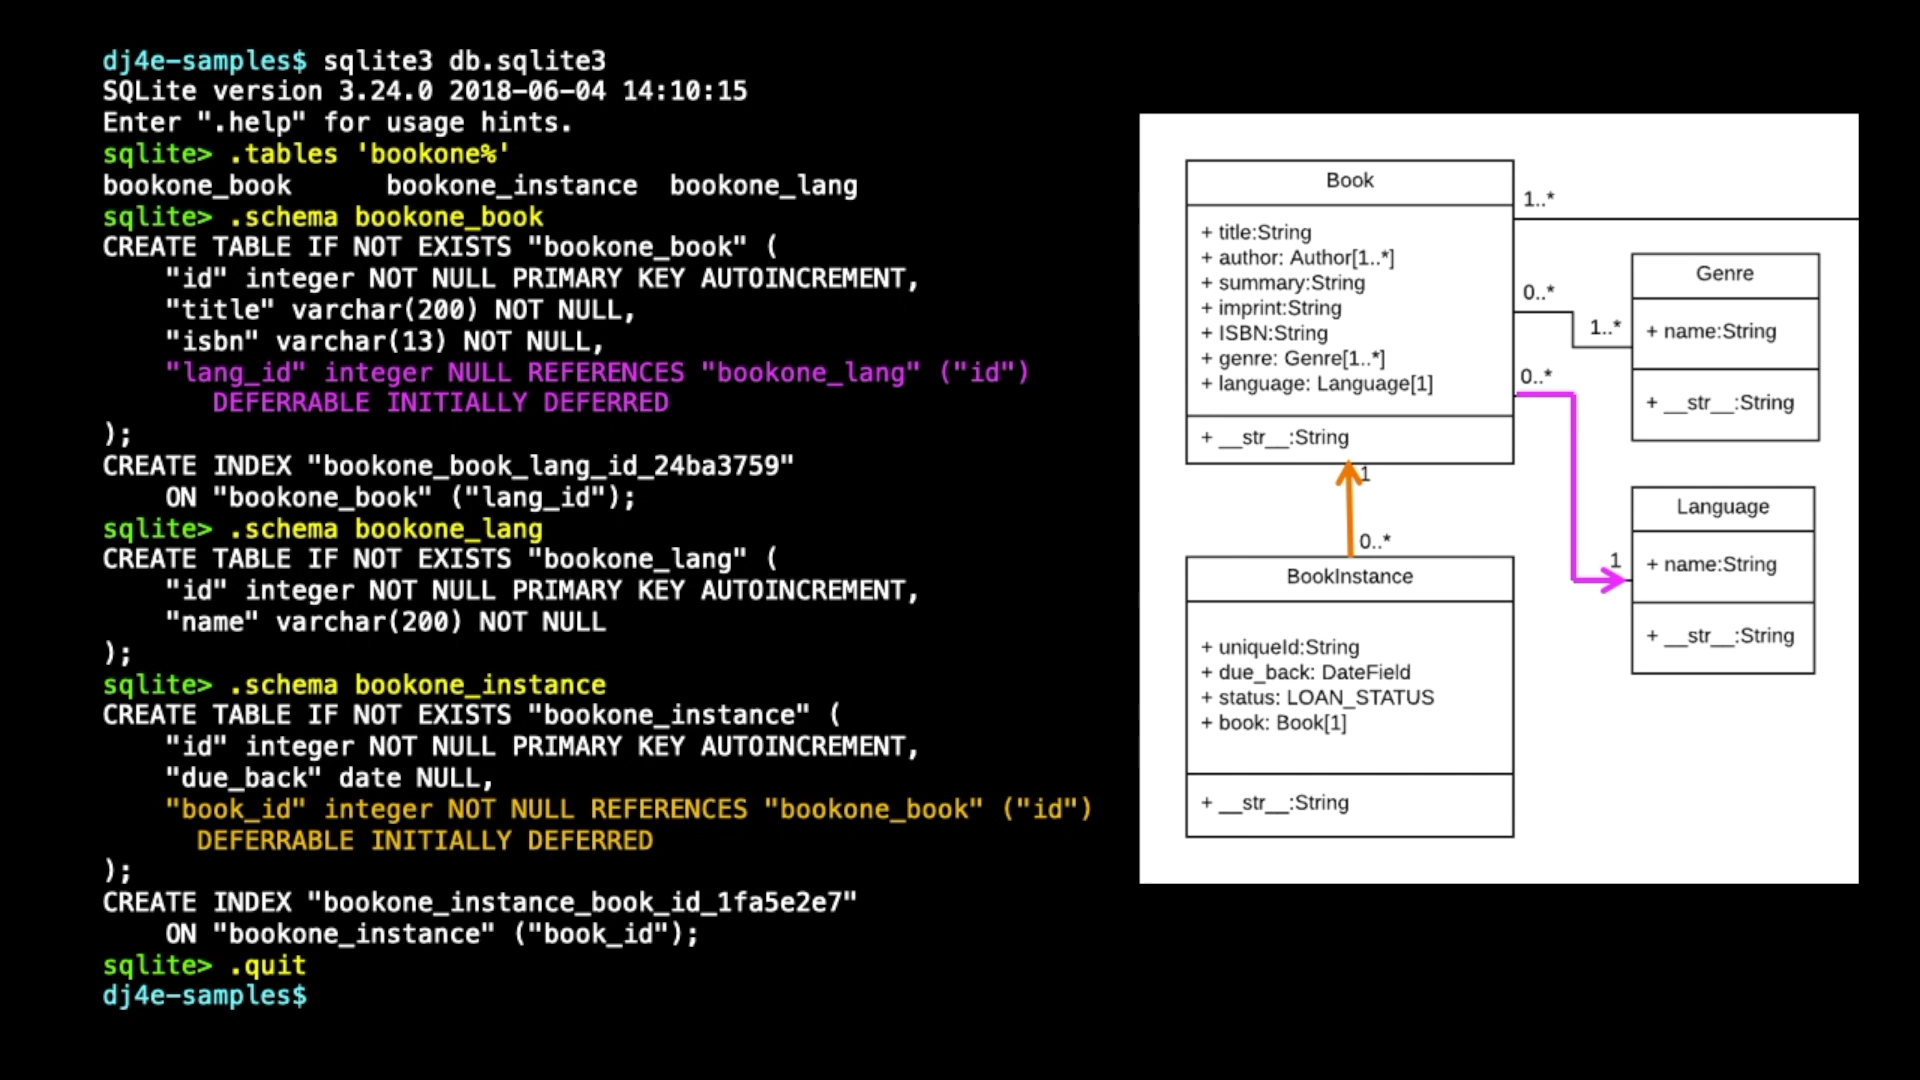 dj4e-samples$ sqlite3 db.sqlite3
SQLite version 3.24.0 2018-06-04 14:10:15
Enter ".help" for usage hints.
sqlite> .tables 'bookone%'
bookone_book      bookone_instance  bookone_lang
sqlite> .schema bookone_book
CREATE TABLE IF NOT EXISTS "bookone_book" (
    "id" integer NOT NULL PRIMARY KEY AUTOINCREMENT,
    "title" varchar(200) NOT NULL,
    "isbn" varchar(13) NOT NULL,
    "lang_id" integer NULL REFERENCES "bookone_lang" ("id")
       DEFERRABLE INITIALLY DEFERRED
);
CREATE INDEX "bookone_book_lang_id_24ba3759"
    ON "bookone_book" ("lang_id");
sqlite> .schema bookone_lang
CREATE TABLE IF NOT EXISTS "bookone_lang" (
    "id" integer NOT NULL PRIMARY KEY AUTOINCREMENT,
    "name" varchar(200) NOT NULL
);
sqlite> .schema bookone_instance
CREATE TABLE IF NOT EXISTS "bookone_instance" (
    "id" integer NOT NULL PRIMARY KEY AUTOINCREMENT,
    "due_back" date NULL,
    "book_id" integer NOT NULL REFERENCES "bookone_book" ("id")
      DEFERRABLE INITIALLY DEFERRED
);
CREATE INDEX "bookone_instance_book_id_1fa5e2e7"
    ON "bookone_instance" ("book_id");
sqlite> .quit
dj4e-samples$
Book
+ title:String
+ author: Author[1..*]
+ summary:String
+ imprint:String
+ ISBN:String
+ genre: Genre[1..*]
+ language: Language[1]
+ __str__:String
1..*
0..*
1..*
0..*
1
1
0..*
Genre
+ name:String
+ __str__:String
Language
+ name:String
+ __str__:String
BookInstance
+ uniqueId:String
+ due_back: DateField
+ status: LOAN_STATUS
+ book: Book[1]
+ __str__:String